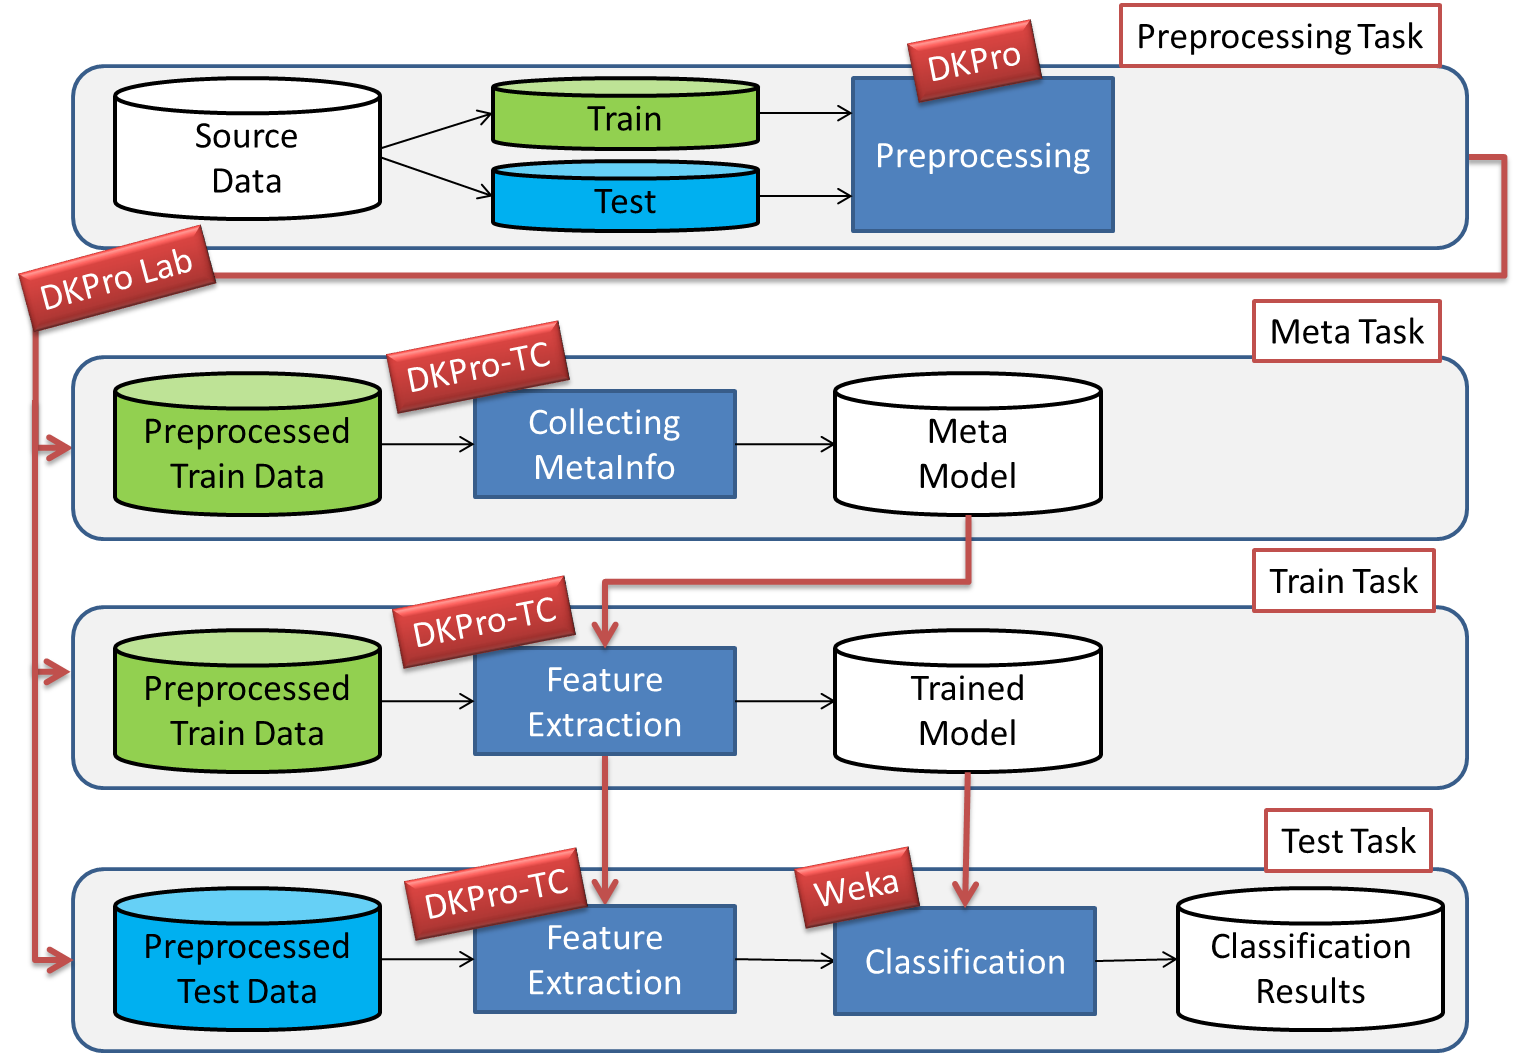 Preprocessing Task
DKPro
Source
Data
Train
Test
Preprocessing
DKPro Lab
Meta Task
DKPro-TC
Preprocessed
Train Data
Collecting
MetaInfo
Meta
Model
Train Task
DKPro-TC
Preprocessed
Train Data
Feature
Extraction
Trained
Model
Test Task
DKPro-TC
Weka
Preprocessed
Test Data
Feature
Extraction
Classification
Classification
Results